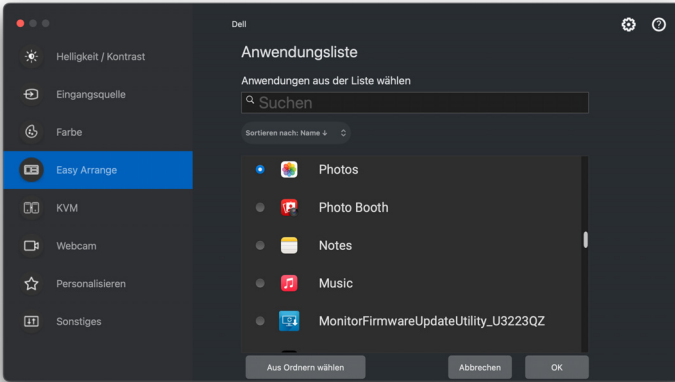 Dell
Helligkeit / Kontrast
Eingangsquelle
Farbe
Easy Arrange
KVM
Webcam
Personalisieren
Sonstiges
Anwendungsliste
Anwendungen aus der Liste wählen
Suchen
Sortieren nach: Name ↓
Photos
Photo Booth
Notes
Music
MonitorFirmwareUpdateUtility_U3223QZ
Aus Ordnern wählen
Abbrechen
OK